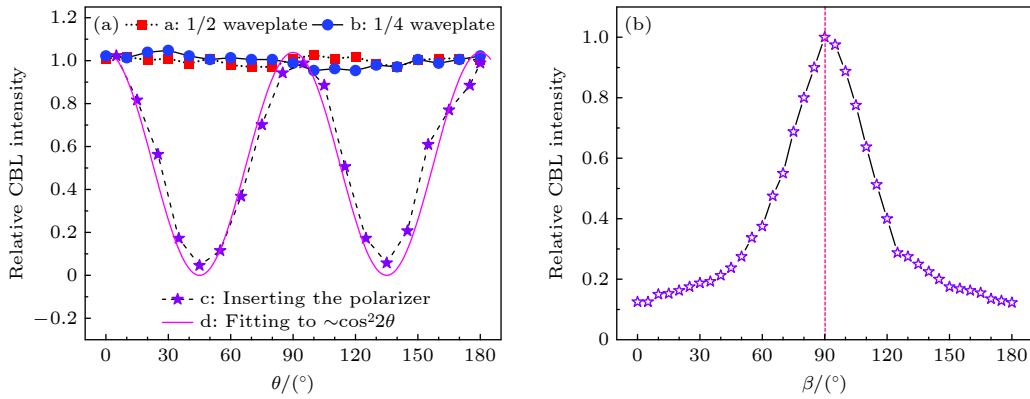 (a) a: 1/2 waveplate b: 1/4 waveplate
1.2
1.0
0.8
0.6
0.4
0.2
0
−0.2
Relative CBL intensity
c: Inserting the polarizer
d: Fitting to ~cos²2θ
0 30 60 90 120 150 180
θ/(°)
(b)
1.0
0.8
0.6
0.4
0.2
0
Relative CBL intensity
0 30 60 90 120 150 180
β/(°)